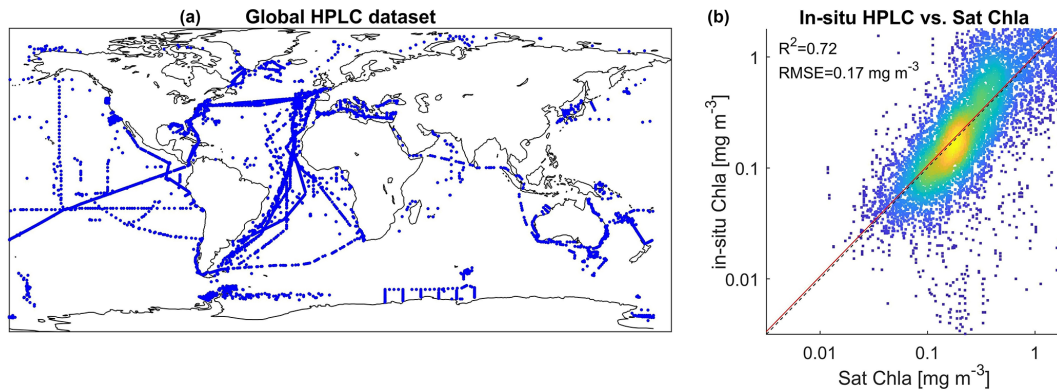 (a) Global HPLC dataset
(b) In-situ HPLC vs. Sat Chla
R²=0.72
RMSE=0.17 mg m⁻³
1
0.1
0.01
in-situ Chla [mg m⁻³]
0.01 0.1 1
Sat Chla [mg m⁻³]